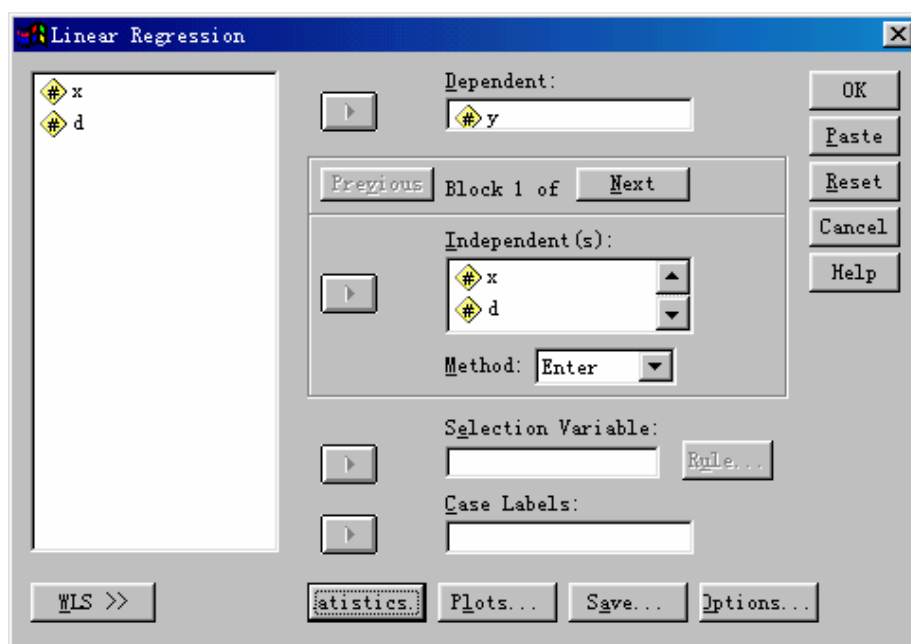 Linear Regression
# x
# d
Dependent:
# y
OK
Paste
Previous
Block 1 of
Next
Reset
Cancel
Independent(s):
# x
# d
Help
Method:
Enter
Selection Variable:
Rule...
Case Labels:
WLS >>
atistics.
Plots...
Save...
Options...